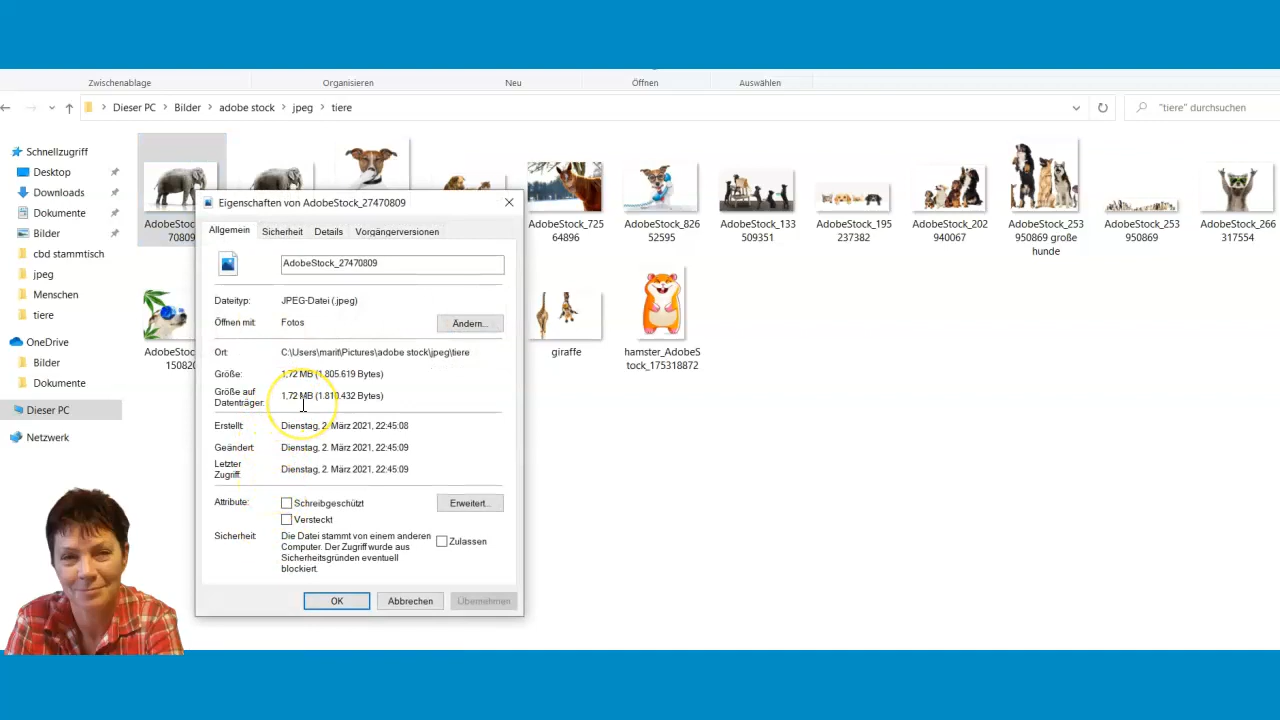 Zwischenablage
Organisieren
Neu
Öffnen
Auswählen
Dieser PC > Bilder > adobe stock > jpeg > tiere
"tiere" durchsuchen
Schnellzugriff
Desktop
Downloads
Dokumente
Bilder
cbd stammtisch
jpeg
Menschen
tiere
OneDrive
Bilder
Dokumente
Dieser PC
Netzwerk
AdobeStock_725
64896
AdobeStock_826
52595
AdobeStock_133
509351
AdobeStock_195
237382
AdobeStock_202
940067
AdobeStock_253
950869 große
hunde
AdobeStock_253
950869
AdobeStock_266
317554
giraffe
hamster_AdobeS
tock_175318872
AdobeSto
70809
AdobeSto
150820
Eigenschaften von AdobeStock_27470809
Allgemein
Sicherheit
Details
Vorgängerversionen
AdobeStock_27470809
Dateityp: JPEG-Datei (.jpeg)
Öffnen mit: Fotos
Ändern...
Ort: C:\Users\marit\Pictures\adobe stock\jpeg\tiere
Größe: 1,72 MB (1.805.619 Bytes)
Größe auf
Datenträger: 1,72 MB (1.810.432 Bytes)
Erstellt: Dienstag, 2. März 2021, 22:45:08
Geändert: Dienstag, 2. März 2021, 22:45:09
Letzter
Zugriff: Dienstag, 2. März 2021, 22:45:09
Attribute: Schreibgeschützt
Erweitert...
Versteckt
Sicherheit: Die Datei stammt von einem anderen
Computer. Der Zugriff wurde aus
Sicherheitsgründen eventuell
blockiert.
Zulassen
OK
Abbrechen
Übernehmen